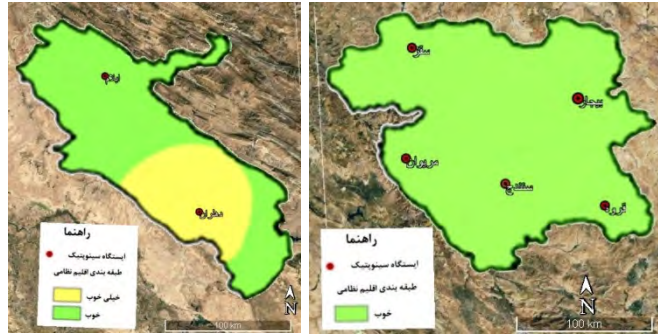 ایلام
دهلران
راهنما
ایستگاه سینوپتیک
طبقه بندی اقلیم نظامی
خیلی خوب
خوب
N
100 km
سقز
بیجار
مریوان
سنندج
قروه
راهنما
ایستگاه سینوپتیک
طبقه بندی اقلیم نظامی
خوب
N
100 km